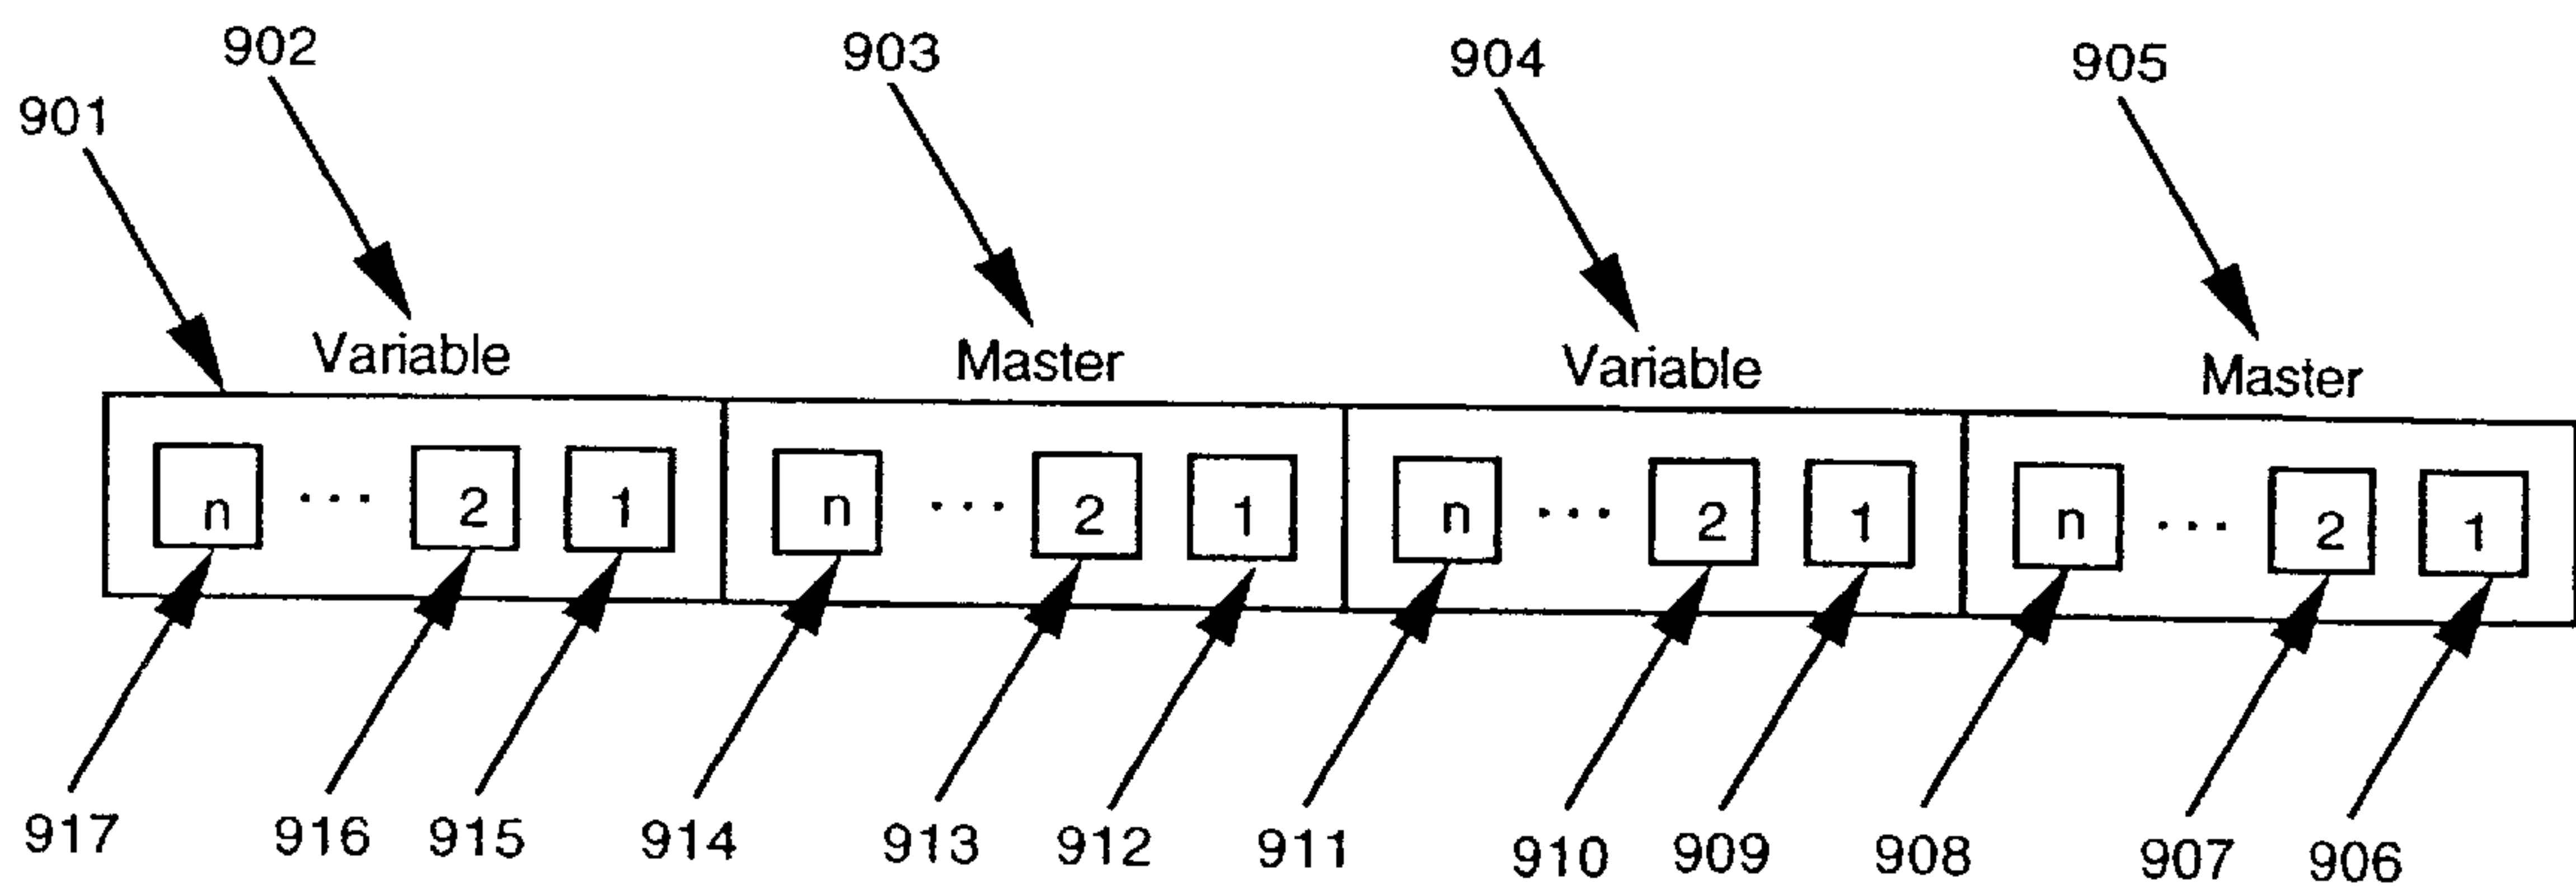 901 902 903 904 905
Variable Master Variable Master
n ... 2 1 n ... 2 1 n ... 2 1 n ... 2 1
917 916 915 914 913 912 911 910 909 908 907 906